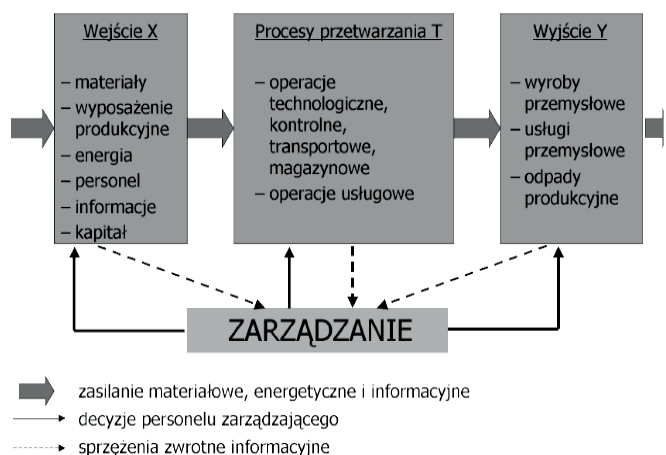 Wejście X
– materiały
– wyposażenie
produkcyjne
– energia
– personel
– informacje
– kapitał
Procesy przetwarzania T
– operacje
technologiczne,
kontrolne,
transportowe,
magazynowe
– operacje usługowe
Wyjście Y
– wyroby
przemysłowe
– usługi
przemysłowe
– odpady
produkcyjne
ZARZĄDZANIE
zasilanie materiałowe, energetyczne i informacyjne
decyzje personelu zarządzającego
sprzężenia zwrotne informacyjne